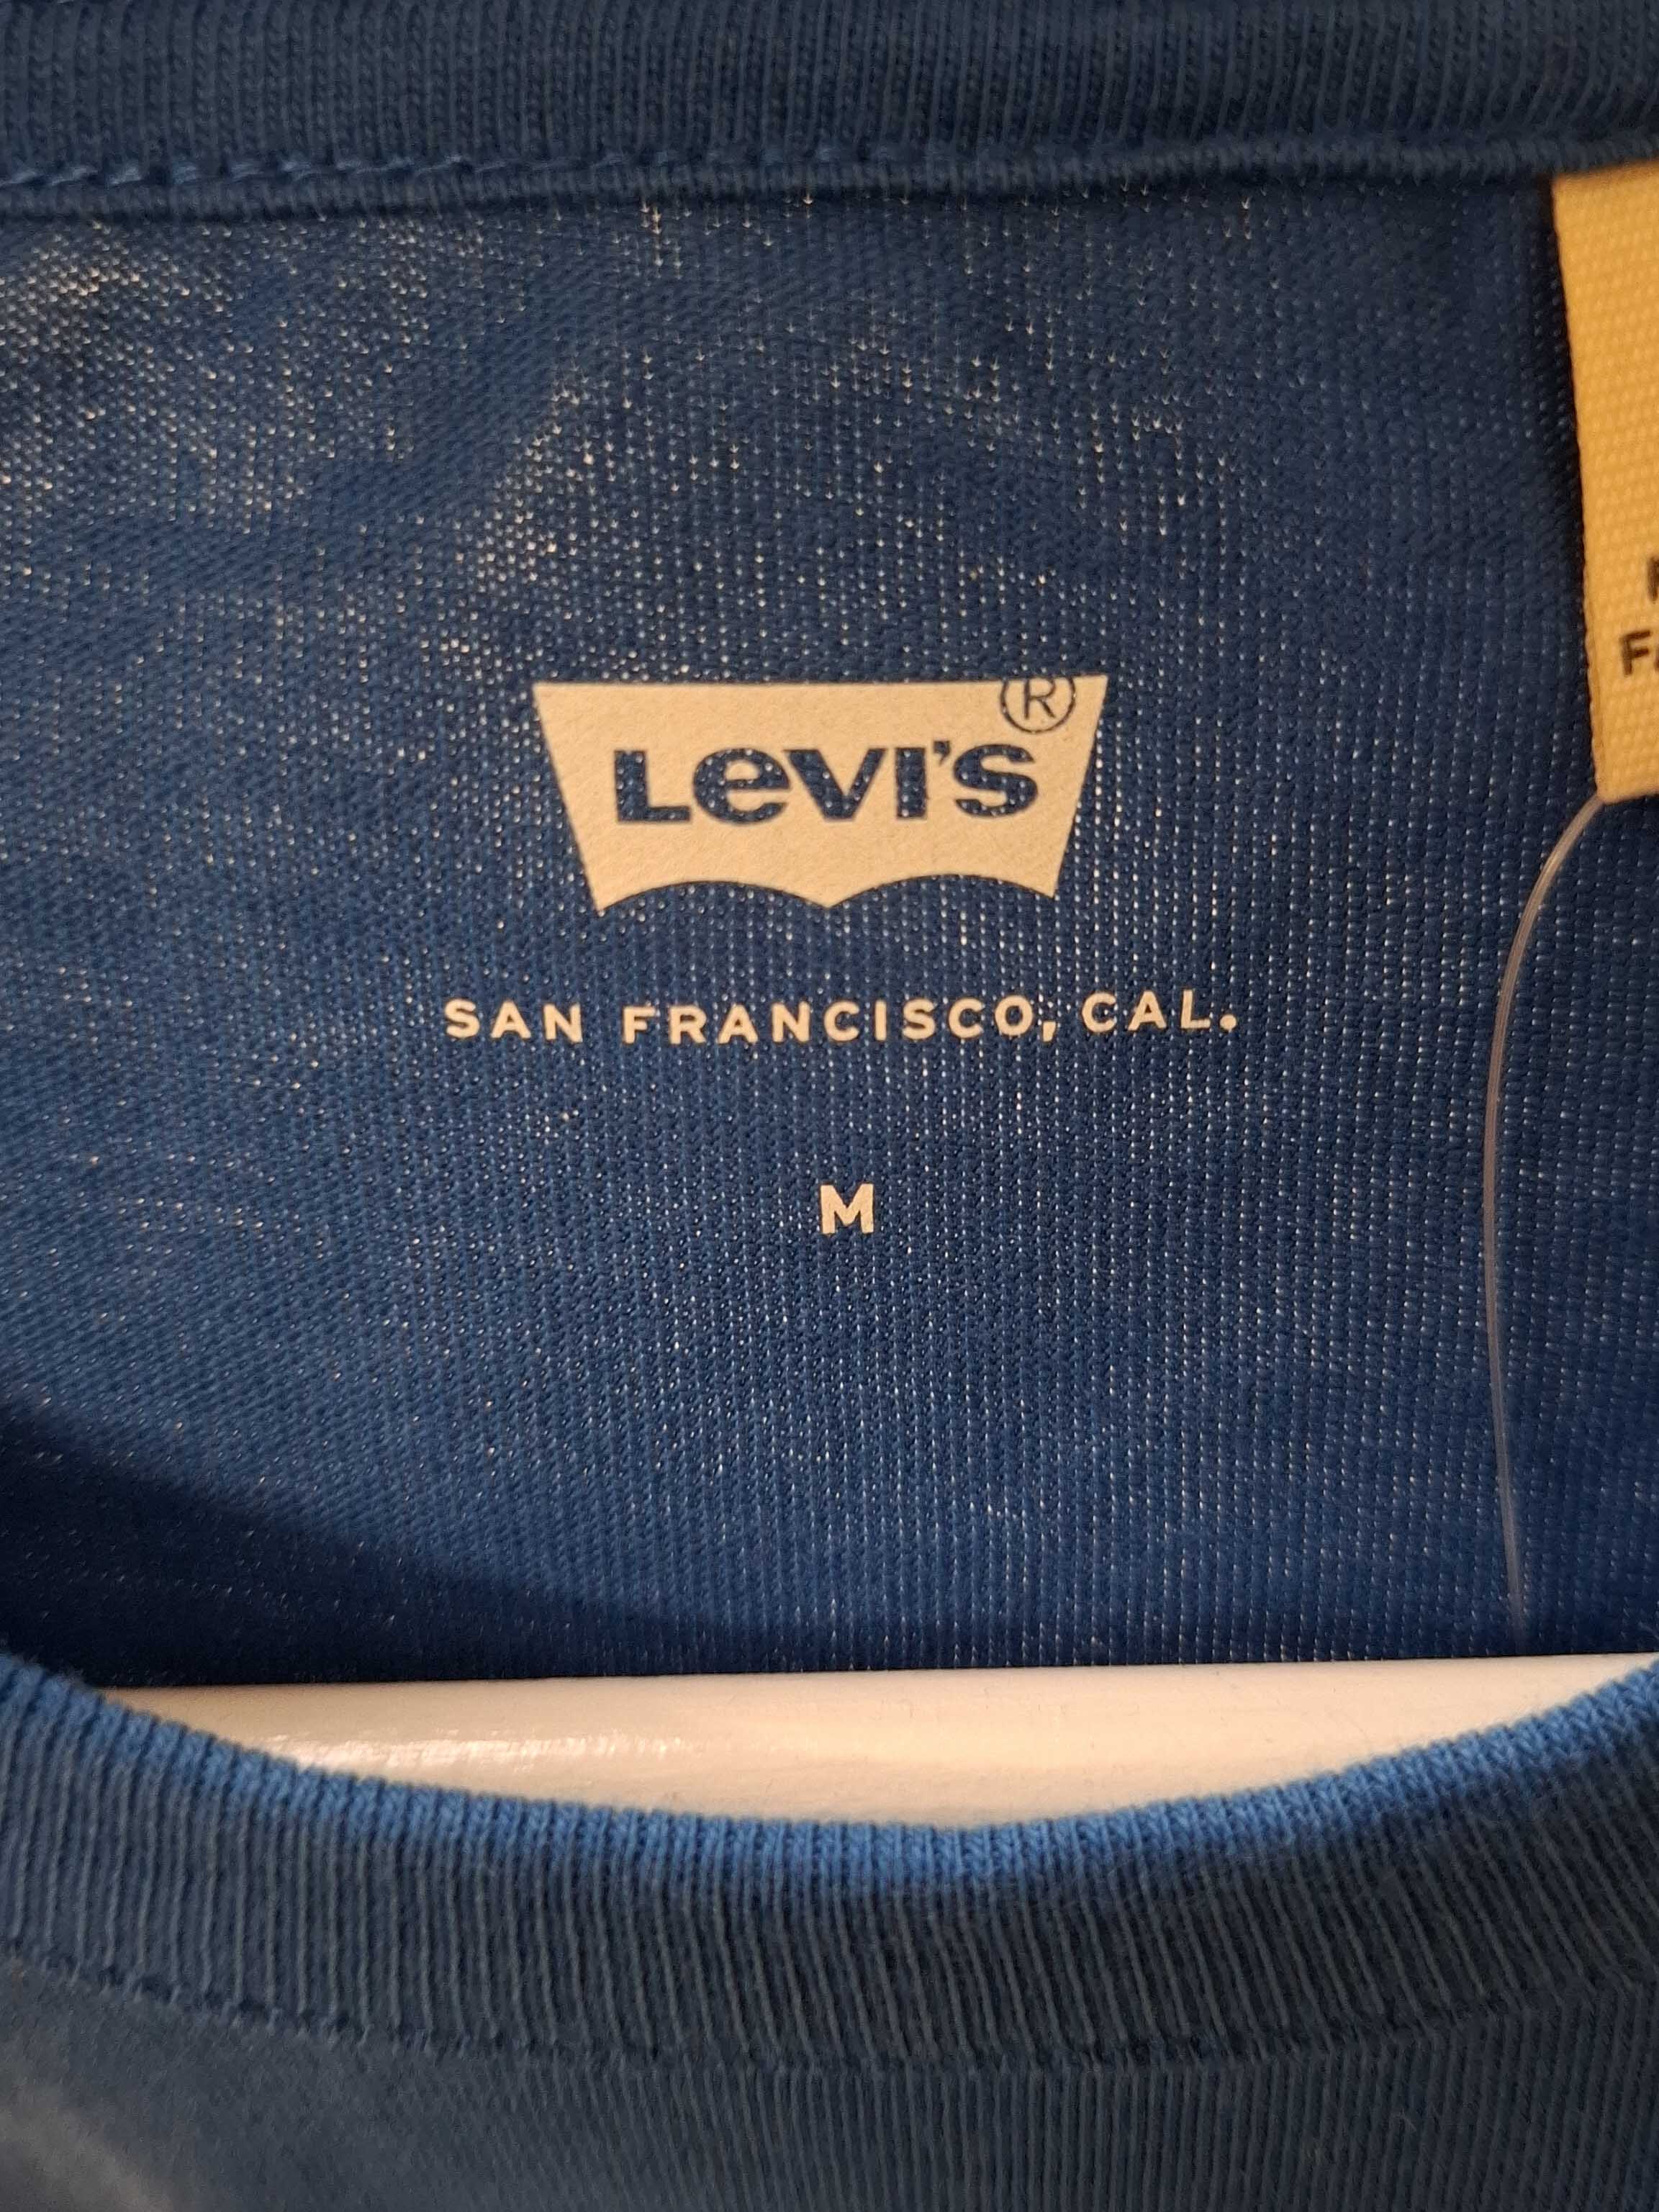 LEVI'S®
SAN FRANCISCO, CAL.
M